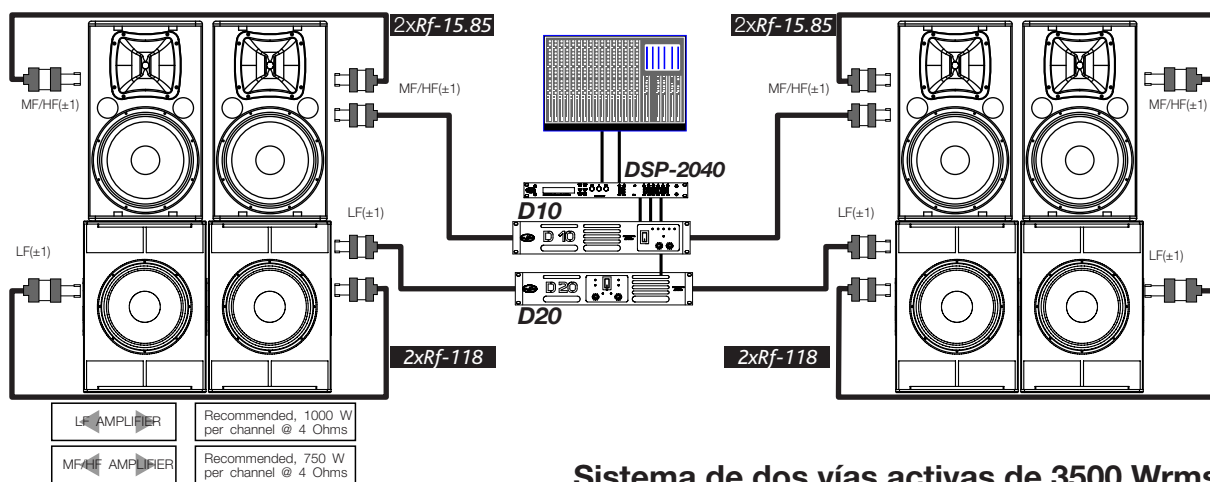 2xRf-15.85
2xRf-15.85
MF/HF(±1)
MF/HF(±1)
MF/HF(±1)
MF/HF(±1)
DSP-2040
D10
D 10
LF(±1)
LF(±1)
LF(±1)
LF(±1)
D 20
D20
2xRf-118
2xRf-118
LF AMPLIFIER
Recommended, 1000 W
per channel @ 4 Ohms
MF/HF AMPLIFIER
Recommended, 750 W
per channel @ 4 Ohms
Sistema de dos vías activas de 3500 Wrms